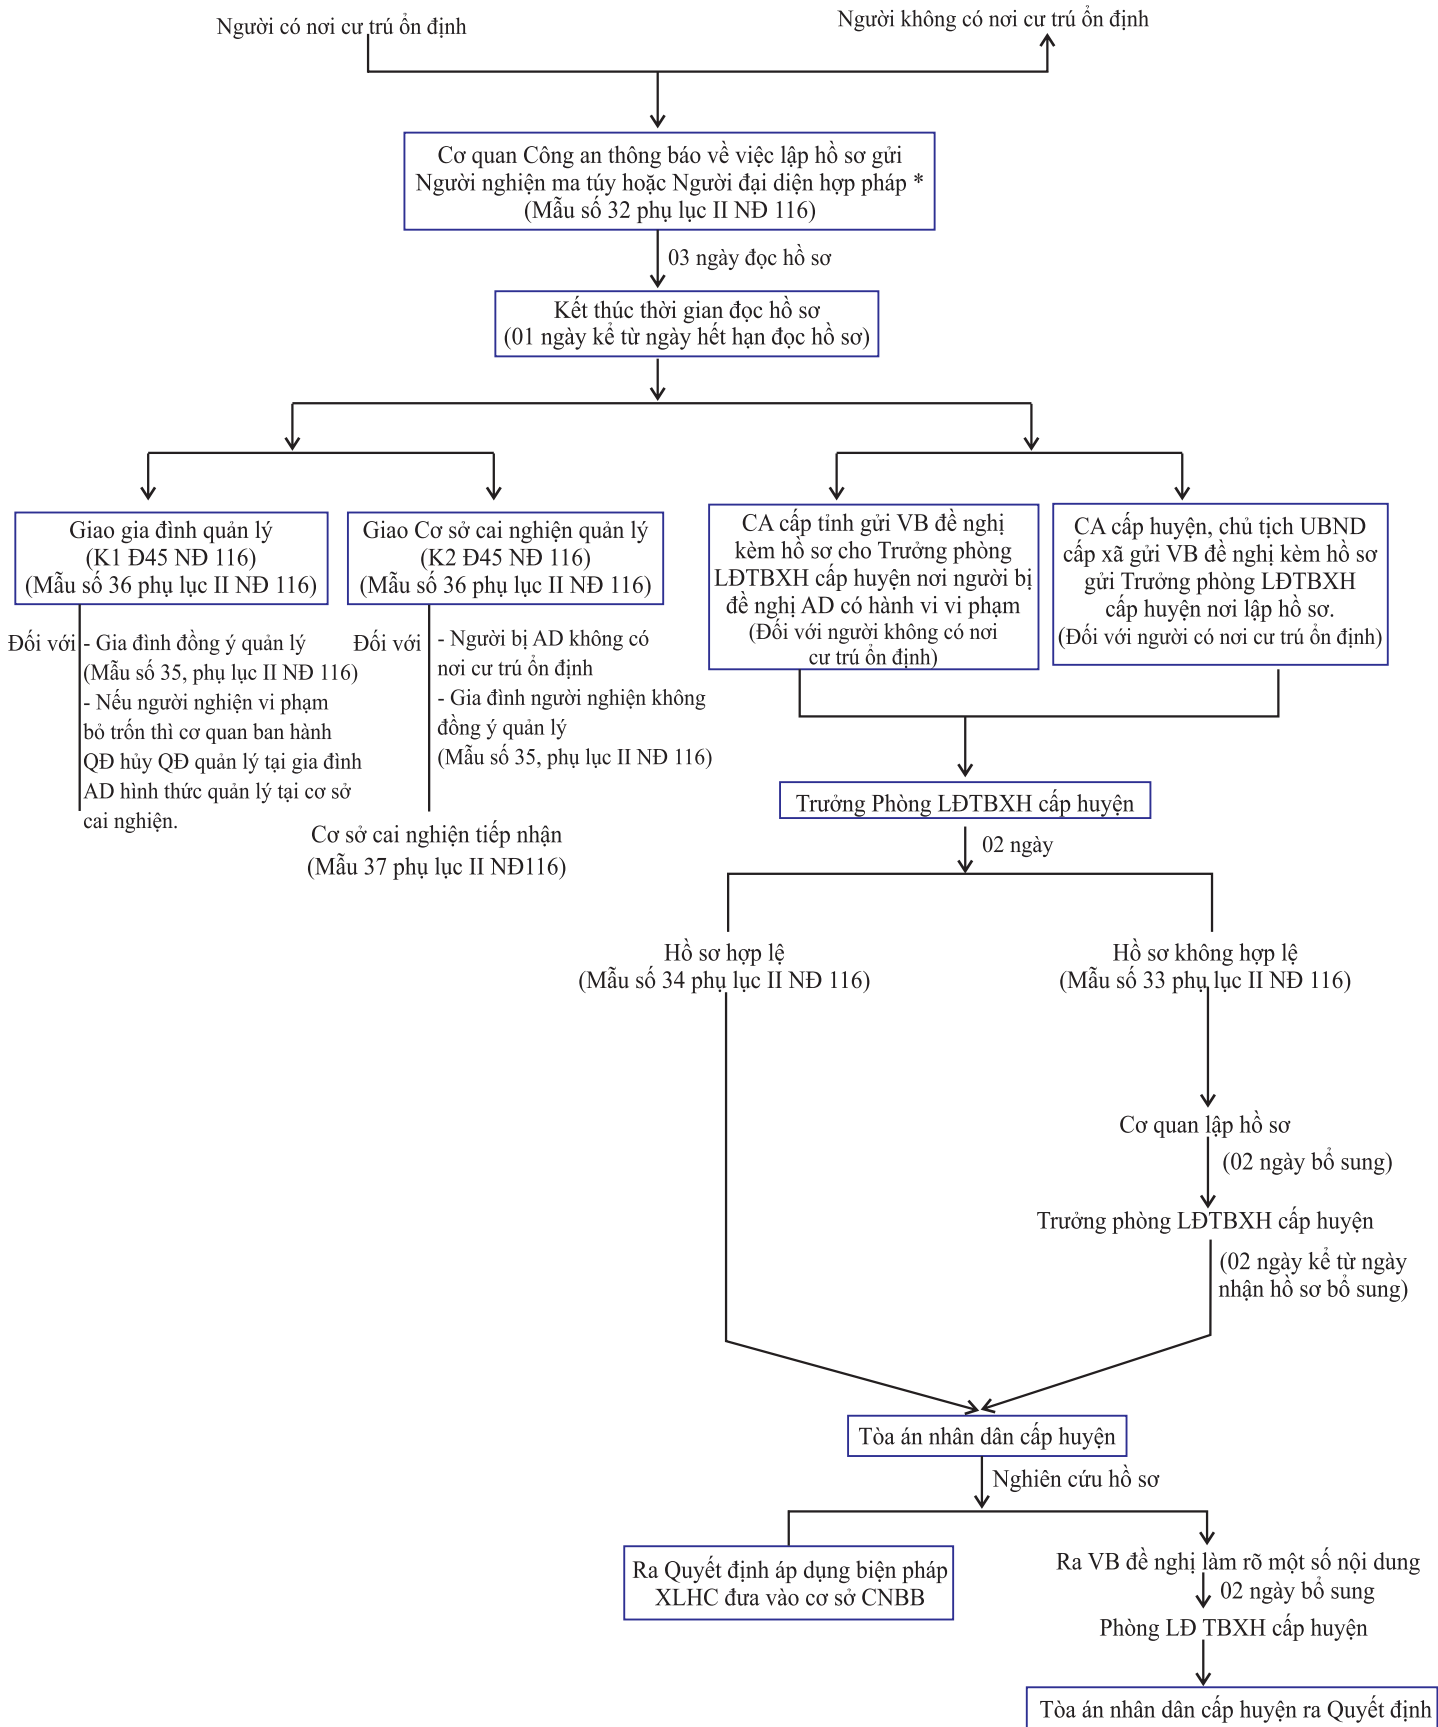 Người có nơi cư trú ổn định
Người không có nơi cư trú ổn định
Cơ quan Công an thông báo về việc lập hồ sơ gửi
Người nghiện ma túy hoặc Người đại diện hợp pháp *
(Mẫu số 32 phụ lục II NĐ 116)
03 ngày đọc hồ sơ
Kết thúc thời gian đọc hồ sơ
(01 ngày kể từ ngày hết hạn đọc hồ sơ)
Giao gia đình quản lý
(K1 Đ45 NĐ 116)
(Mẫu số 36 phụ lục II NĐ 116)
Đối với
- Gia đình đồng ý quản lý
(Mẫu số 35, phụ lục II NĐ 116)
- Nếu người nghiện vi phạm
bỏ trốn thì cơ quan ban hành
QĐ hủy QĐ quản lý tại gia đình
AD hình thức quản lý tại cơ sở
cai nghiện.
Giao Cơ sở cai nghiện quản lý
(K2 Đ45 NĐ 116)
(Mẫu số 36 phụ lục II NĐ 116)
Đối với
- Người bị AD không có
nơi cư trú ổn định
- Gia đình người nghiện không
đồng ý quản lý
(Mẫu số 35, phụ lục II NĐ 116)
Cơ sở cai nghiện tiếp nhận
(Mẫu 37 phụ lục II NĐ116)
CA cấp tỉnh gửi VB đề nghị
kèm hồ sơ cho Trưởng phòng
LĐTBXH cấp huyện nơi người bị
đề nghị AD có hành vi vi phạm
(Đối với người không có nơi
cư trú ổn định)
CA cấp huyện, chủ tịch UBND
cấp xã gửi VB đề nghị kèm hồ sơ
gửi Trưởng phòng LĐTBXH
cấp huyện nơi lập hồ sơ.
(Đối với người có nơi cư trú ổn định)
Trưởng Phòng LĐTBXH cấp huyện
02 ngày
Hồ sơ hợp lệ
(Mẫu số 34 phụ lục II NĐ 116)
Hồ sơ không hợp lệ
(Mẫu số 33 phụ lục II NĐ 116)
Cơ quan lập hồ sơ
(02 ngày bổ sung)
Trưởng phòng LĐTBXH cấp huyện
(02 ngày kể từ ngày
nhận hồ sơ bổ sung)
Tòa án nhân dân cấp huyện
Nghiên cứu hồ sơ
Ra Quyết định áp dụng biện pháp
XLHC đưa vào cơ sở CNBB
Ra VB đề nghị làm rõ một số nội dung
02 ngày bổ sung
Phòng LĐ TBXH cấp huyện
Tòa án nhân dân cấp huyện ra Quyết định